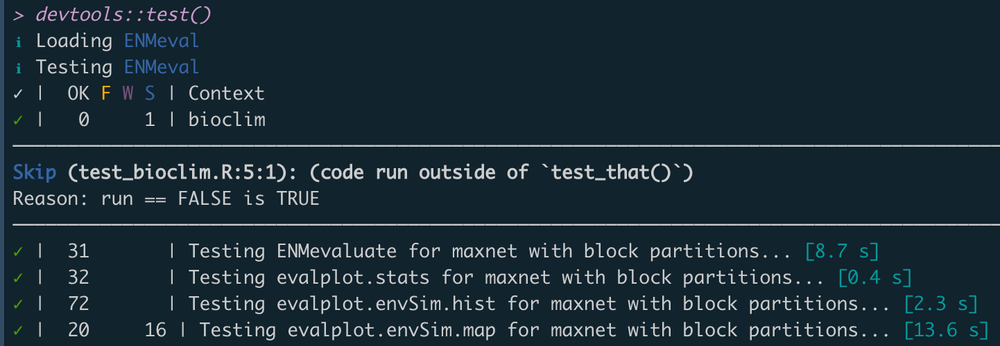 > devtools::test()
ℹ Loading ENMeval
ℹ Testing ENMeval
✓ |  OK F W S | Context
✓ |   0     1 | bioclim
Skip (test_bioclim.R:5:1): (code run outside of `test_that()`)
Reason: run == FALSE is TRUE
✓ |  31       | Testing ENMevaluate for maxnet with block partitions... [8.7 s]
✓ |  32       | Testing evalplot.stats for maxnet with block partitions... [0.4 s]
✓ |  72       | Testing evalplot.envSim.hist for maxnet with block partitions... [2.3 s]
✓ |  20     16 | Testing evalplot.envSim.map for maxnet with block partitions... [13.6 s]